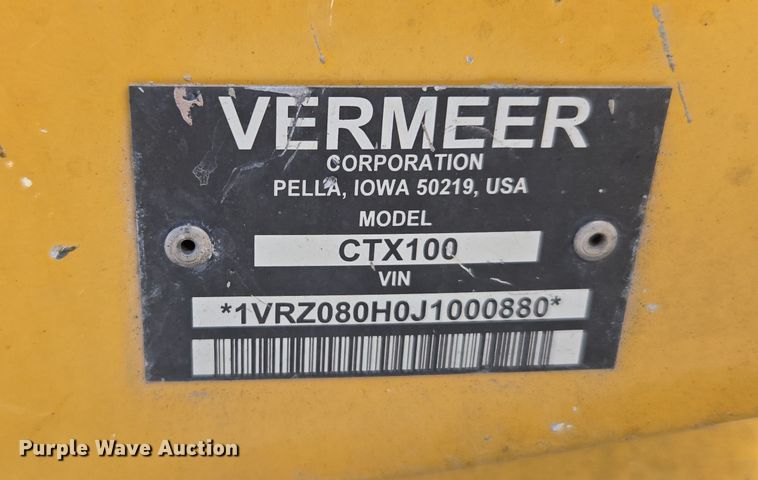 VERMEER
CORPORATION
PELLA, IOWA 50219, USA
MODEL
CTX100
VIN
*1VRZ080H0J1000880*
Purple Wave Auction